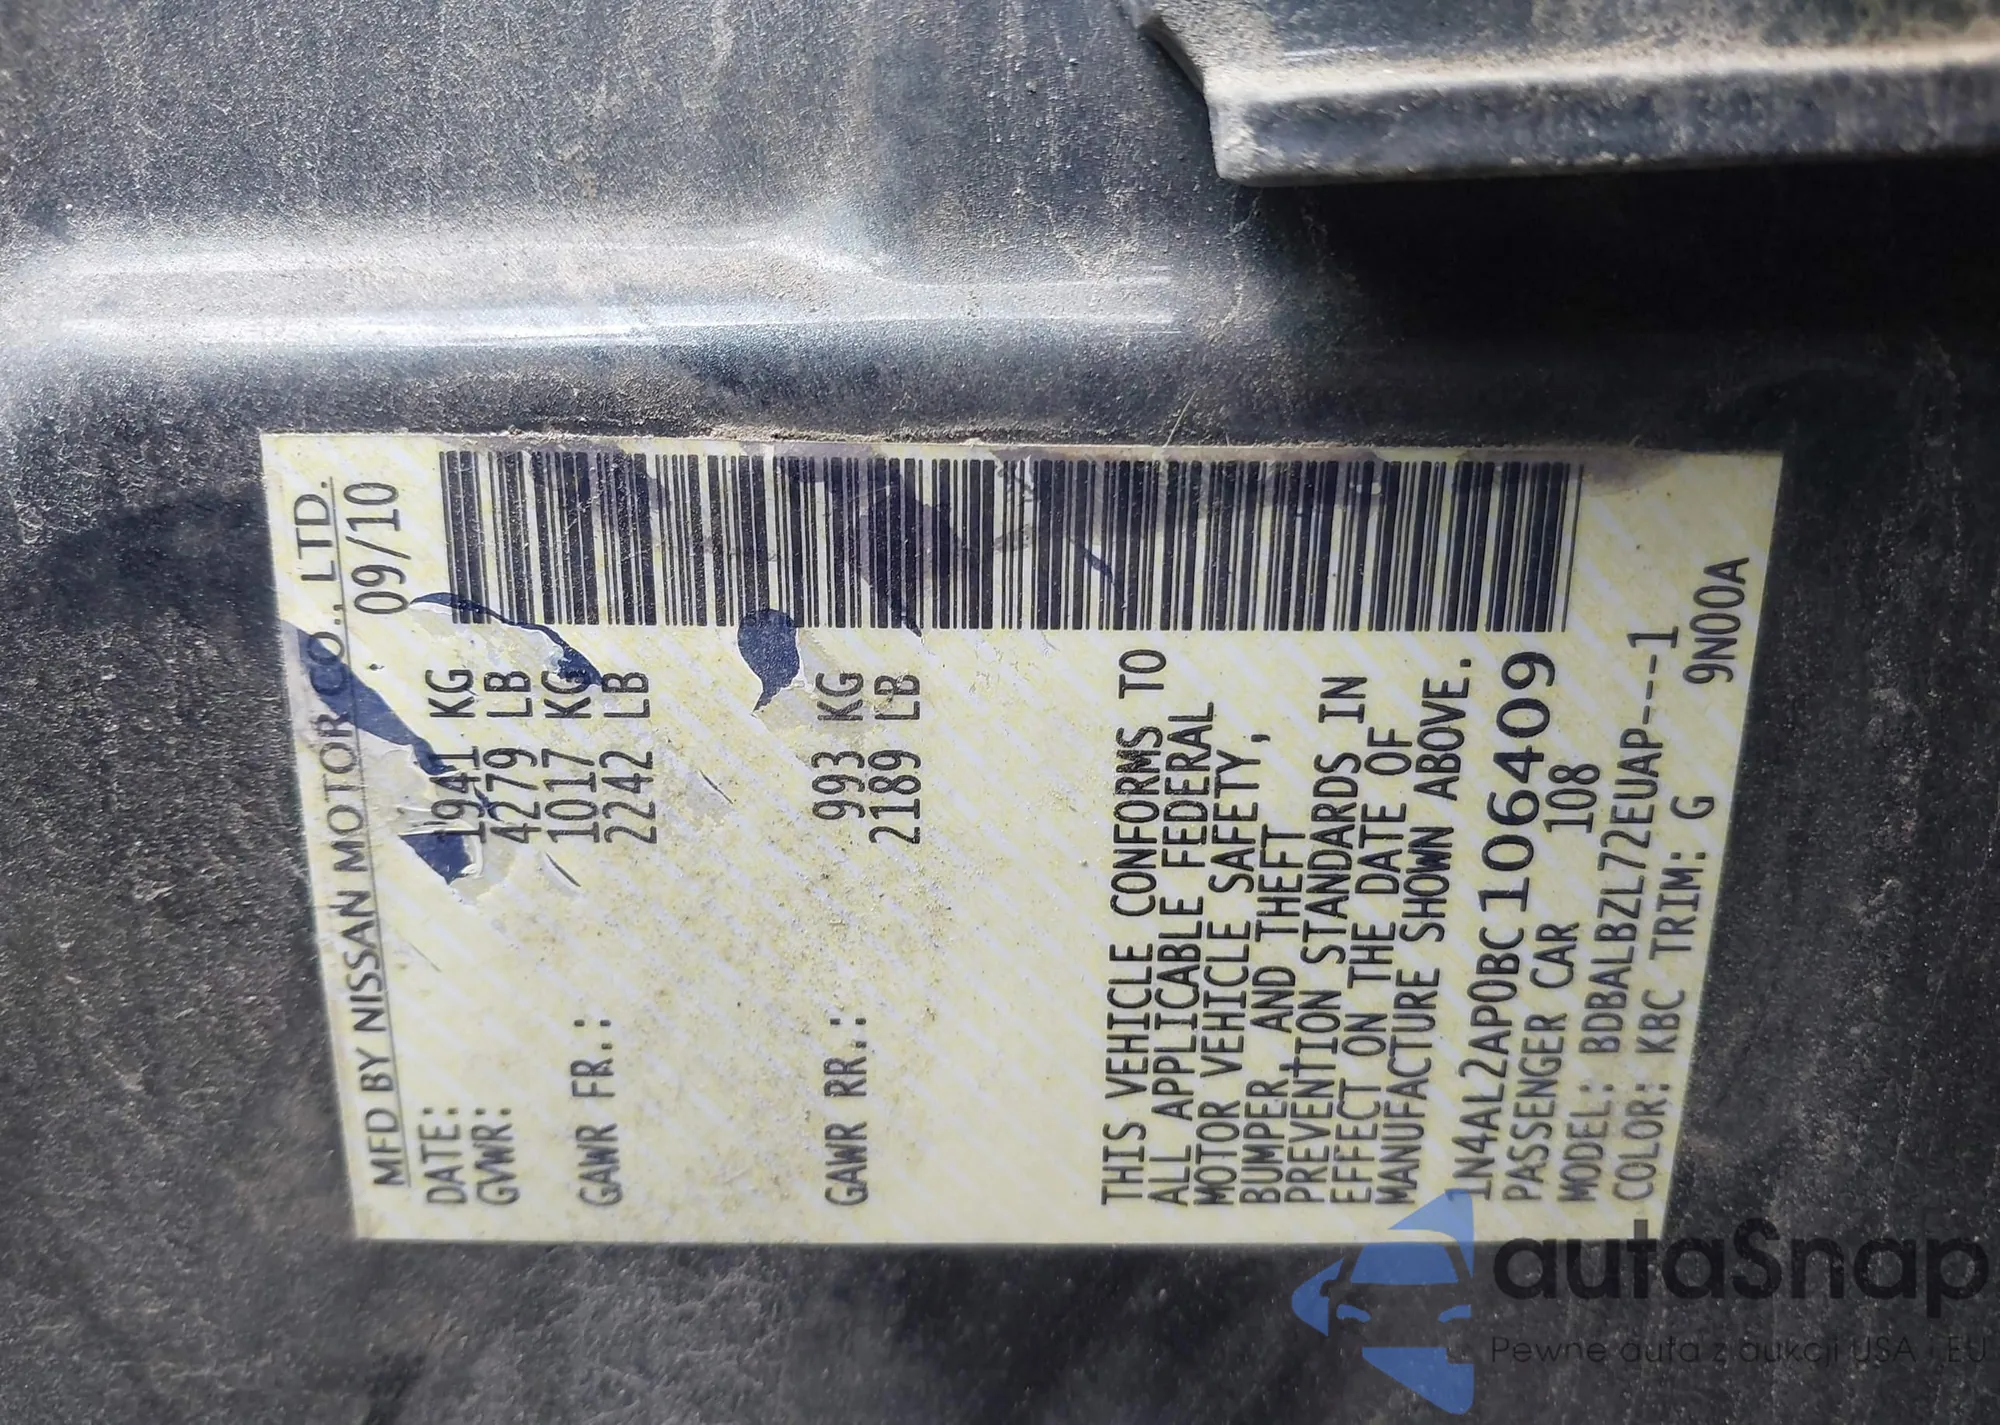 MFD BY NISSAN MOTOR CO., LTD.
DATE: 09/10
GVWR: 1941 KG
4279 LB
GAWR FR.: 1017 KG
2242 LB
GAWR RR.: 993 KG
2189 LB
THIS VEHICLE CONFORMS TO
ALL APPLICABLE FEDERAL
MOTOR VEHICLE SAFETY,
BUMPER AND THEFT
PREVENTION STANDARDS IN
EFFECT ON THE DATE OF
MANUFACTURE SHOWN ABOVE.
1N4AL2AP0BC106409
PASSENGER CAR 108
MODEL: BDBALBZL72EUAP---1
COLOR: KBC TRIM: G 9N00A
autaSnap
Pewne auta z aukcji USA i EU